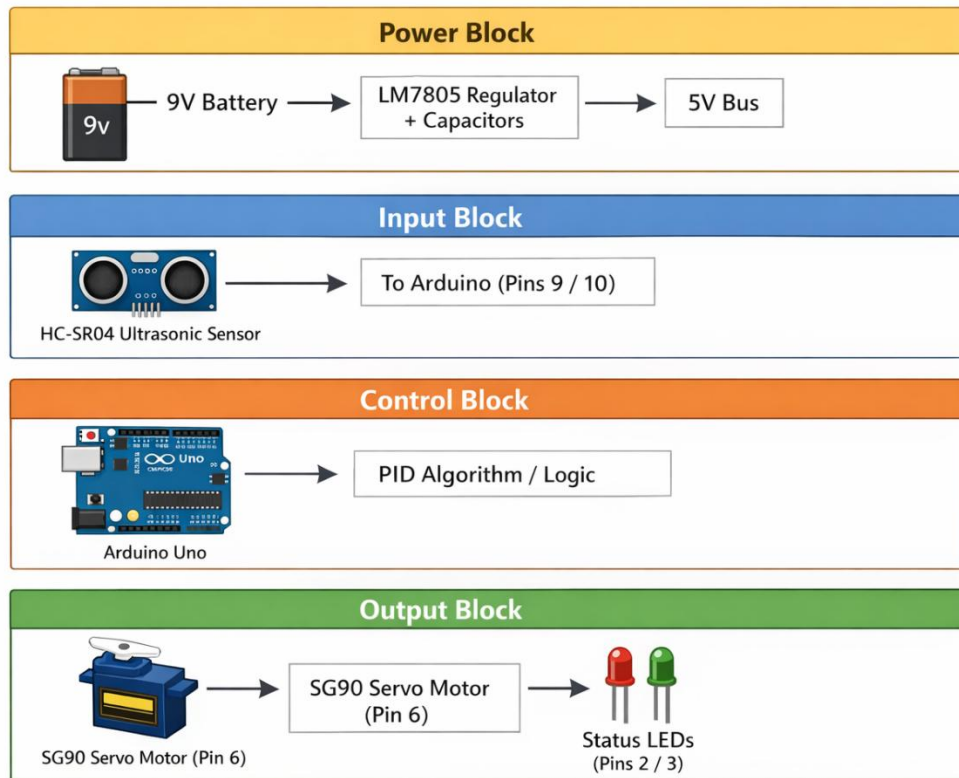 Power Block
9v
9V Battery
LM7805 Regulator
+ Capacitors
5V Bus
Input Block
To Arduino (Pins 9 / 10)
HC-SR04 Ultrasonic Sensor
Control Block
Uno
PID Algorithm / Logic
Arduino Uno
Output Block
SG90 Servo Motor
(Pin 6)
SG90 Servo Motor (Pin 6)
Status LEDs
(Pins 2 / 3)